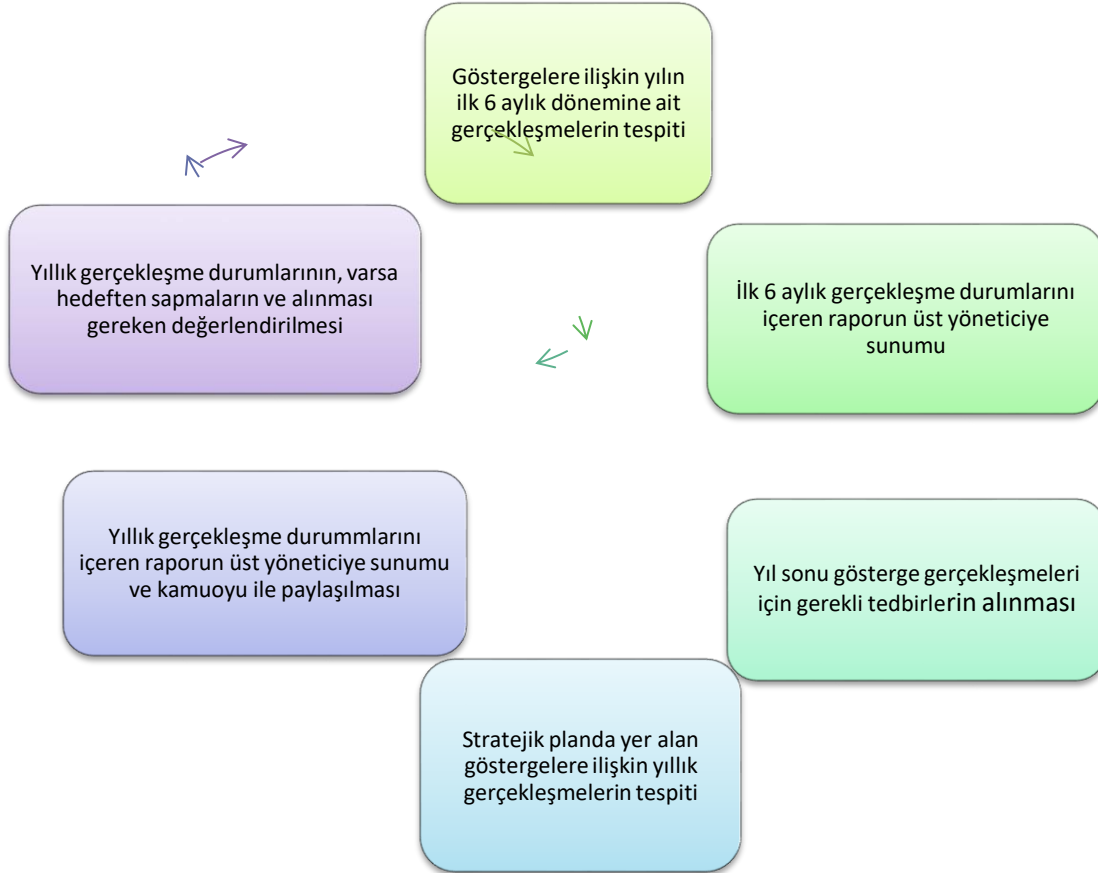 Göstergelere ilişkin yılın
ilk 6 aylık dönemine ait
gerçekleşmelerin tespiti
İlk 6 aylık gerçekleşme durumlarını
içeren raporun üst yöneticiye
sunumu
Yıl sonu gösterge gerçekleşmeleri
için gerekli tedbirlerin alınması
Stratejik planda yer alan
göstergelere ilişkin yıllık
gerçekleşmelerin tespiti
Yıllık gerçekleşme durummlarını
içeren raporun üst yöneticiye sunumu
ve kamuoyu ile paylaşılması
Yıllık gerçekleşme durumlarının, varsa
hedeften sapmaların ve alınması
gereken değerlendirilmesi